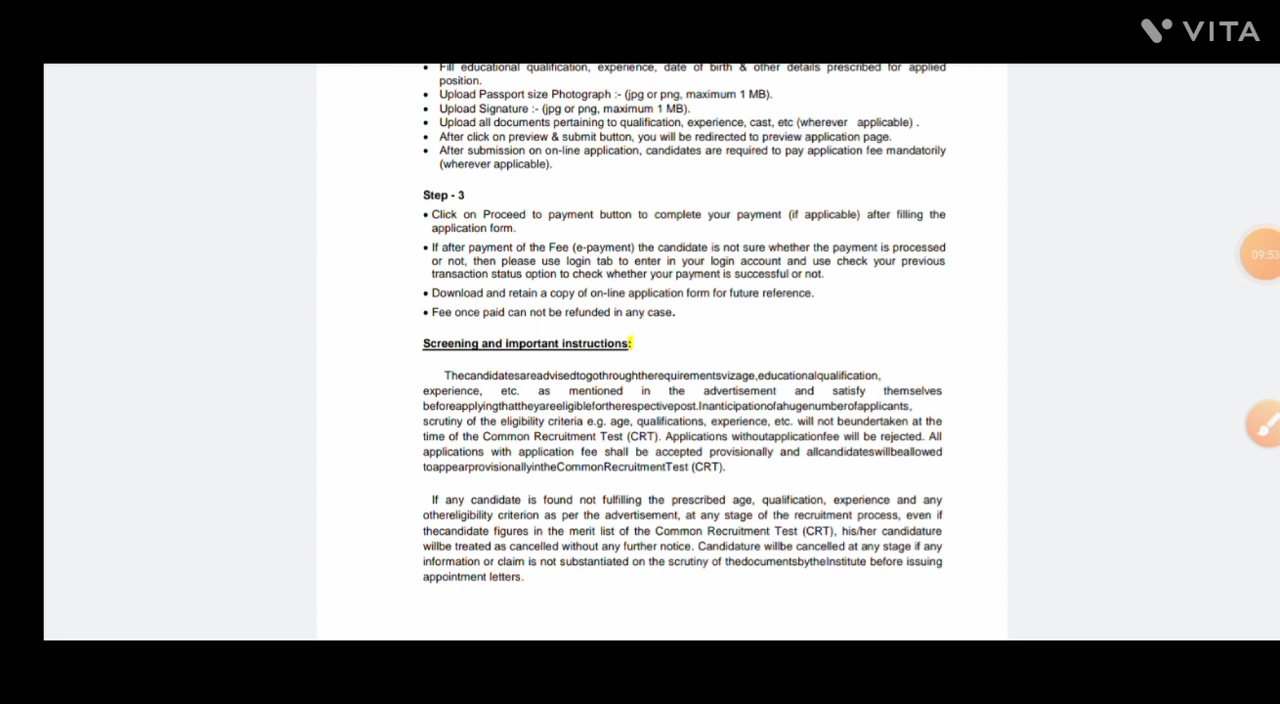 VITA
• Fill educational qualification, experience, date of birth & other details prescribed for applied
position.
• Upload Passport size Photograph :- (jpg or png, maximum 1 MB).
• Upload Signature :- (jpg or png, maximum 1 MB).
• Upload all documents pertaining to qualification, experience, cast, etc (wherever applicable) .
• After click on preview & submit button, you will be redirected to preview application page.
• After submission on on-line application, candidates are required to pay application fee mandatorily
(wherever applicable).
Step - 3
• Click on Proceed to payment button to complete your payment (if applicable) after filling the
application form.
• If after payment of the Fee (e-payment) the candidate is not sure whether the payment is processed
or not, then please use login tab to enter in your login account and use check your previous
transaction status option to check whether your payment is successful or not.
• Download and retain a copy of on-line application form for future reference.
• Fee once paid can not be refunded in any case.
Screening and important instructions:
Thecandidatesareadvisedtogothroughtherequirementsvizage,educationalqualification,
experience, etc. as mentioned in the advertisement and satisfy themselves
beforeapplyingthattheyareeligiblefortherespectivepost.Inanticipationofahugenumberofapplicants,
scrutiny of the eligibility criteria e.g. age, qualifications, experience, etc. will not beundertaken at the
time of the Common Recruitment Test (CRT). Applications withoutapplicationfee will be rejected. All
applications with application fee shall be accepted provisionally and allcandidateswillbeallowed
toappearprovisionallyintheCommonRecruitmentTest (CRT).
If any candidate is found not fulfilling the prescribed age, qualification, experience and any
othereligibility criterion as per the advertisement, at any stage of the recruitment process, even if
thecandidate figures in the merit list of the Common Recruitment Test (CRT), his/her candidature
willbe treated as cancelled without any further notice. Candidature willbe cancelled at any stage if any
information or claim is not substantiated on the scrutiny of thedocumentsbytheInstitute before issuing
appointment letters.
09:53